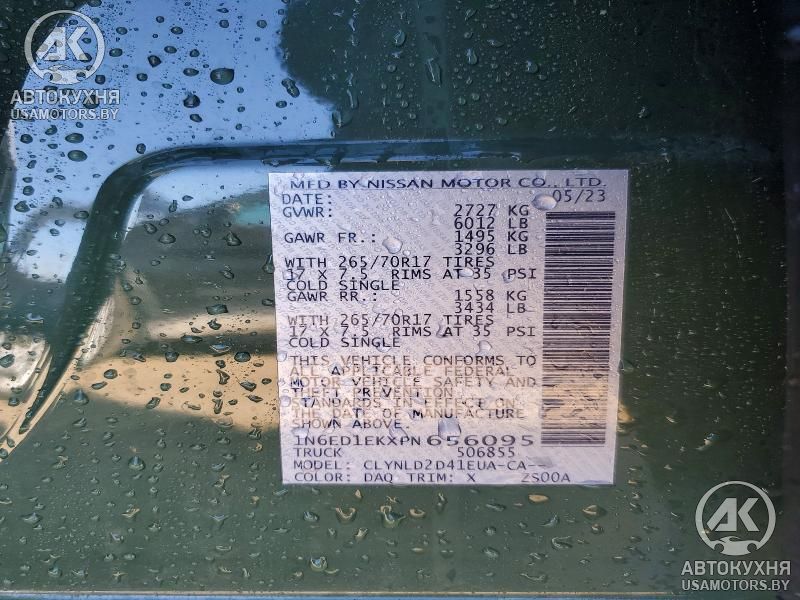 AK
АВТОКУХНЯ
USAMOTORS.BY
MFD BY NISSAN MOTOR CO., LTD.
DATE: 05/23
GVWR: 2727 KG
6012 LB
GAWR FR.: 1495 KG
3296 LB
WITH 265/70R17 TIRES
17 X 7.5 RIMS AT 35 PSI
COLD SINGLE
GAWR RR.: 1558 KG
3434 LB
WITH 265/70R17 TIRES
17 X 7.5 RIMS AT 35 PSI
COLD SINGLE
THIS VEHICLE CONFORMS TO
ALL APPLICABLE FEDERAL
MOTOR VEHICLE SAFETY AND
THEFT PREVENTION
STANDARDS IN EFFECT ON
THE DATE OF MANUFACTURE
SHOWN ABOVE.
1N6ED1EKXPN656095
TRUCK 506855
MODEL: CLYNLD2D41EUA-CA--
COLOR: DAQ TRIM: X ZS00A
AK
АВТОКУХНЯ
USAMOTORS.BY